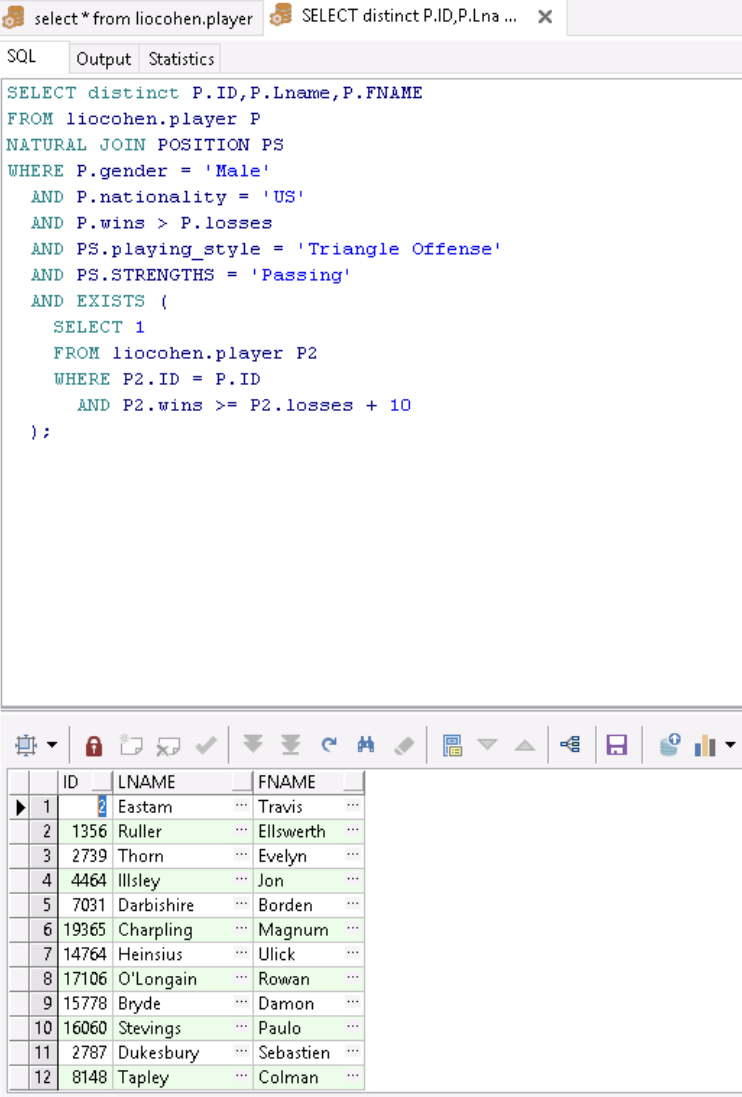 select * from liocohen.player
SELECT distinct P.ID,P.Lna ...
SQL Output Statistics
SELECT distinct P.ID,P.Lname,P.FNAME
FROM liocohen.player P
NATURAL JOIN POSITION PS
WHERE P.gender = 'Male'
  AND P.nationality = 'US'
  AND P.wins > P.losses
  AND PS.playing_style = 'Triangle Offense'
  AND PS.STRENGTHS = 'Passing'
  AND EXISTS (
    SELECT 1
    FROM liocohen.player P2
    WHERE P2.ID = P.ID
      AND P2.wins >= P2.losses + 10
  );
ID LNAME FNAME
1 2 Eastam ... Travis ...
2 1356 Ruller ... Ellswerth ...
3 2739 Thorn ... Evelyn ...
4 4464 Illsley ... Jon ...
5 7031 Darbishire ... Borden ...
6 19365 Charpling ... Magnum ...
7 14764 Heinsius ... Ulick ...
8 17106 O'Longain ... Rowan ...
9 15778 Bryde ... Damon ...
10 16060 Stevings ... Paulo ...
11 2787 Dukesbury ... Sebastien ...
12 8148 Tapley ... Colman ...